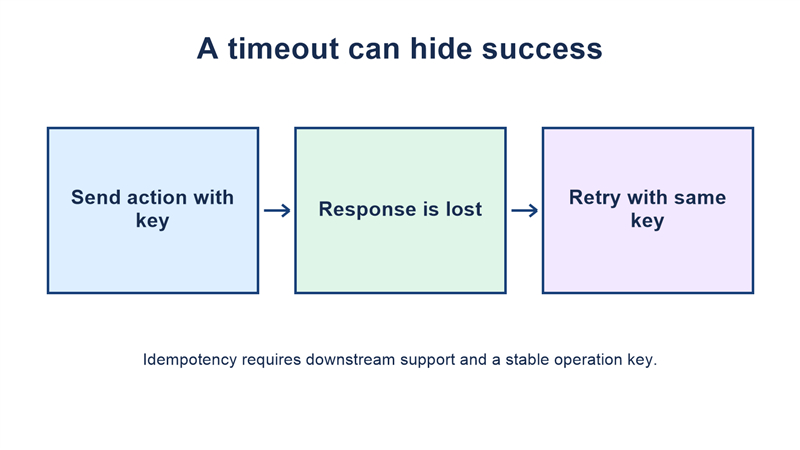 A timeout can hide success
Send action with
key
Response is lost
Retry with same
key
Idempotency requires downstream support and a stable operation key.